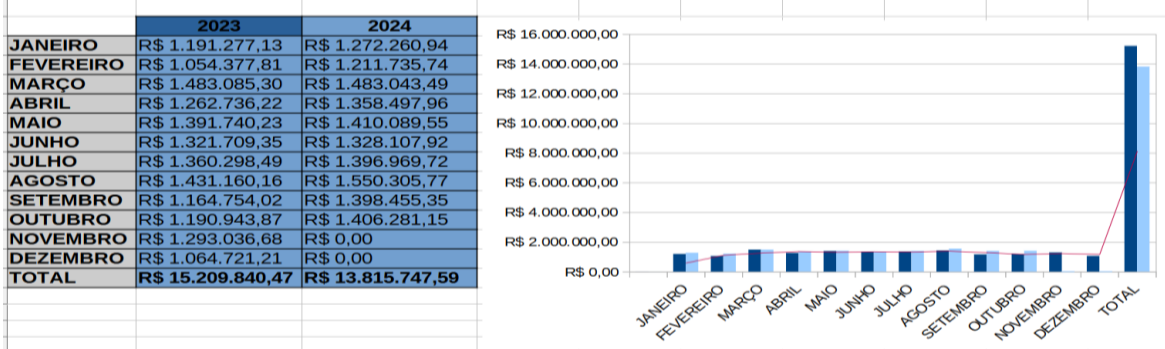 2023 2024
JANEIRO R$ 1.191.277,13 R$ 1.272.260,94
FEVEREIRO R$ 1.054.377,81 R$ 1.211.735,74
MARÇO R$ 1.483.085,30 R$ 1.483.043,49
ABRIL R$ 1.262.736,22 R$ 1.358.497,96
MAIO R$ 1.391.740,23 R$ 1.410.089,55
JUNHO R$ 1.321.709,35 R$ 1.328.107,92
JULHO R$ 1.360.298,49 R$ 1.396.969,72
AGOSTO R$ 1.431.160,16 R$ 1.550.305,77
SETEMBRO R$ 1.164.754,02 R$ 1.398.455,35
OUTUBRO R$ 1.190.943,87 R$ 1.406.281,15
NOVEMBRO R$ 1.293.036,68 R$ 0,00
DEZEMBRO R$ 1.064.721,21 R$ 0,00
TOTAL R$ 15.209.840,47 R$ 13.815.747,59
R$ 16.000.000,00
R$ 14.000.000,00
R$ 12.000.000,00
R$ 10.000.000,00
R$ 8.000.000,00
R$ 6.000.000,00
R$ 4.000.000,00
R$ 2.000.000,00
R$ 0,00
JANEIRO
FEVEREIRO
MARÇO
ABRIL
MAIO
JUNHO
JULHO
AGOSTO
SETEMBRO
OUTUBRO
NOVEMBRO
DEZEMBRO
TOTAL